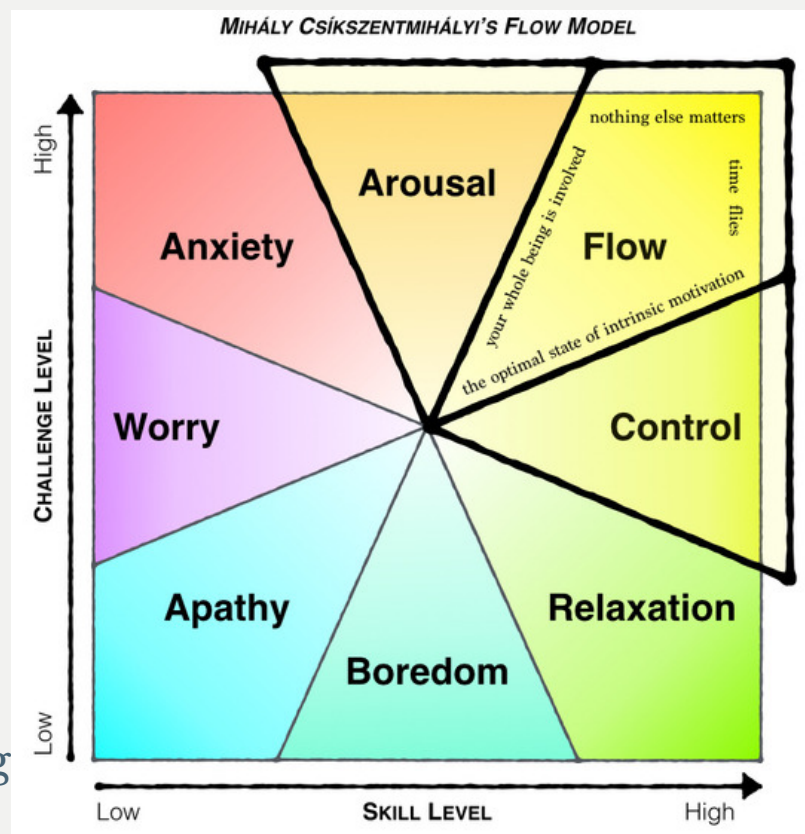 MIHÁLY CSÍKSZENTMIHÁLYI'S FLOW MODEL
High
CHALLENGE LEVEL
Low
Anxiety
Arousal
Flow
nothing else matters
time flies
your whole being is involved
the optimal state of intrinsic motivation
Worry
Control
Apathy
Boredom
Relaxation
g
Low
SKILL LEVEL
High